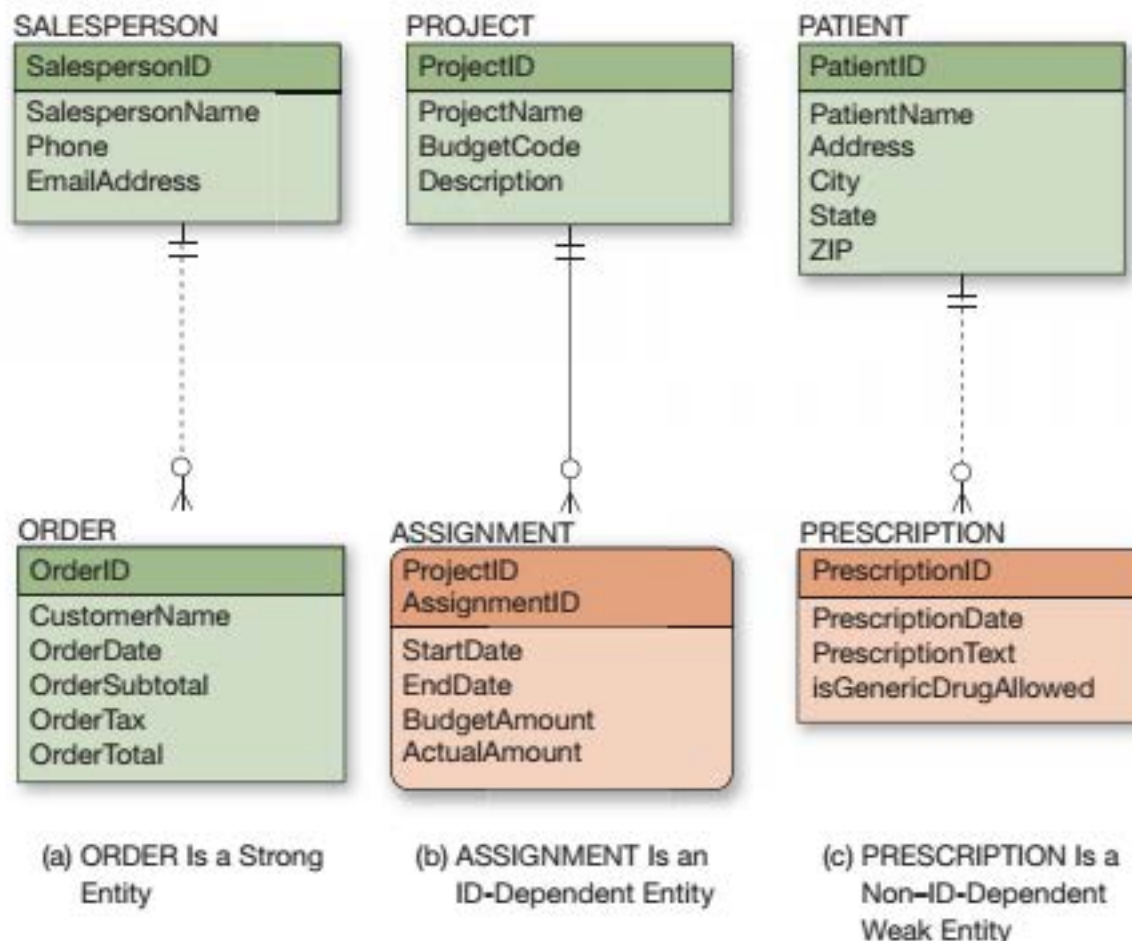 SALESPERSON
SalespersonID
SalespersonName
Phone
EmailAddress
PROJECT
ProjectID
ProjectName
BudgetCode
Description
PATIENT
PatientID
PatientName
Address
City
State
ZIP
ORDER
OrderID
CustomerName
OrderDate
OrderSubtotal
OrderTax
OrderTotal
ASSIGNMENT
ProjectID
AssignmentID
StartDate
EndDate
BudgetAmount
ActualAmount
PRESCRIPTION
PrescriptionID
PrescriptionDate
PrescriptionText
isGenericDrugAllowed
(a) ORDER Is a Strong
Entity
(b) ASSIGNMENT Is an
ID-Dependent Entity
(c) PRESCRIPTION Is a
Non–ID-Dependent
Weak Entity